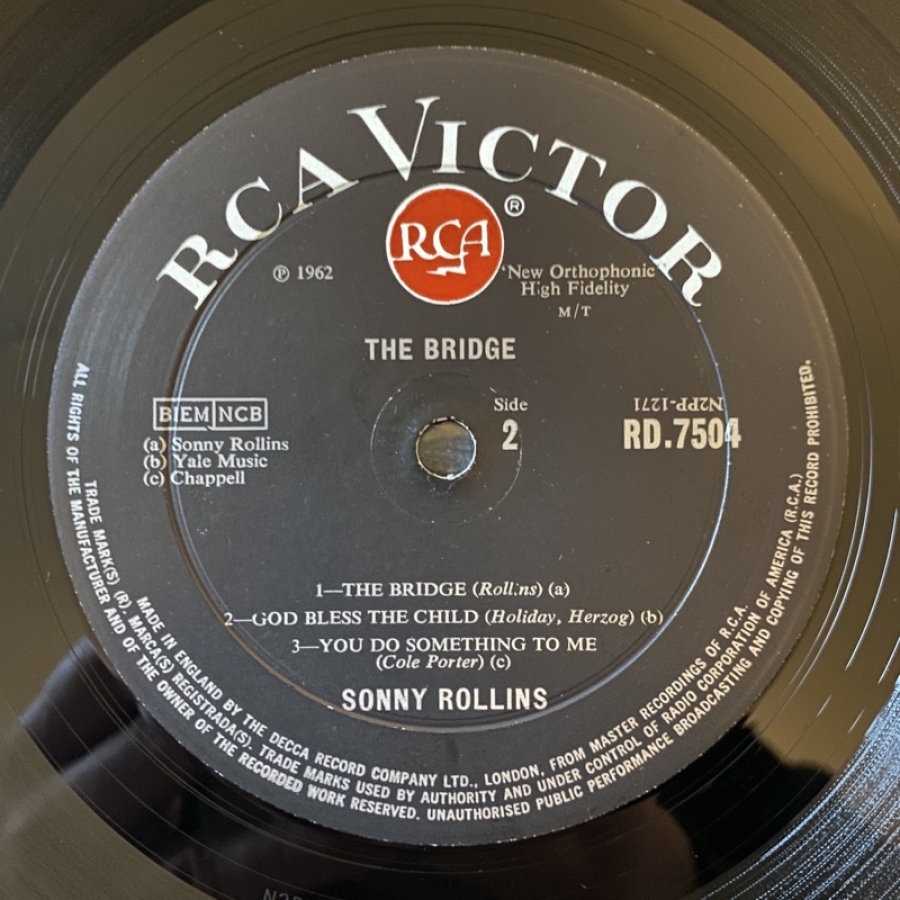 RCA VICTOR
RCA
®
℗ 1962
'New Orthophonic
High Fidelity
M/T
THE BRIDGE
BIEM NCB
(a) Sonny Rollins
(b) Yale Music
(c) Chappell
Side
2
N2PP-1271
RD.7504
1—THE BRIDGE (Rollins) (a)
2—GOD BLESS THE CHILD (Holiday, Herzog) (b)
3—YOU DO SOMETHING TO ME
(Cole Porter) (c)
SONNY ROLLINS
MADE IN ENGLAND BY THE DECCA RECORD COMPANY LTD., LONDON, FROM MASTER RECORDINGS OF R.C.A.
TRADE MARK(S) (R). MARCA(S) REGISTRADA(S). TRADE MARKS USED BY AUTHORITY AND UNDER CONTROL OF RADIO CORPORATION OF AMERICA (R.C.A.)
ALL RIGHTS OF THE MANUFACTURER AND OF THE OWNER OF THE RECORDED WORK RESERVED. UNAUTHORISED PUBLIC PERFORMANCE BROADCASTING AND COPYING OF THIS RECORD PROHIBITED.